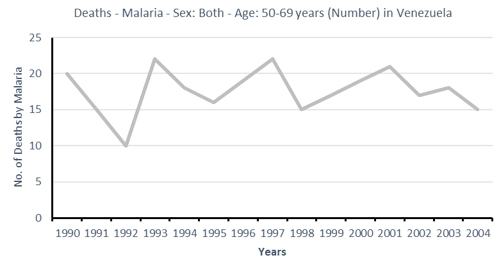 Deaths - Malaria - Sex: Both - Age: 50-69 years (Number) in Venezuela
No. of Deaths by Malaria
25
20
15
10
5
0
1990 1991 1992 1993 1994 1995 1996 1997 1998 1999 2000 2001 2002 2003 2004
Years